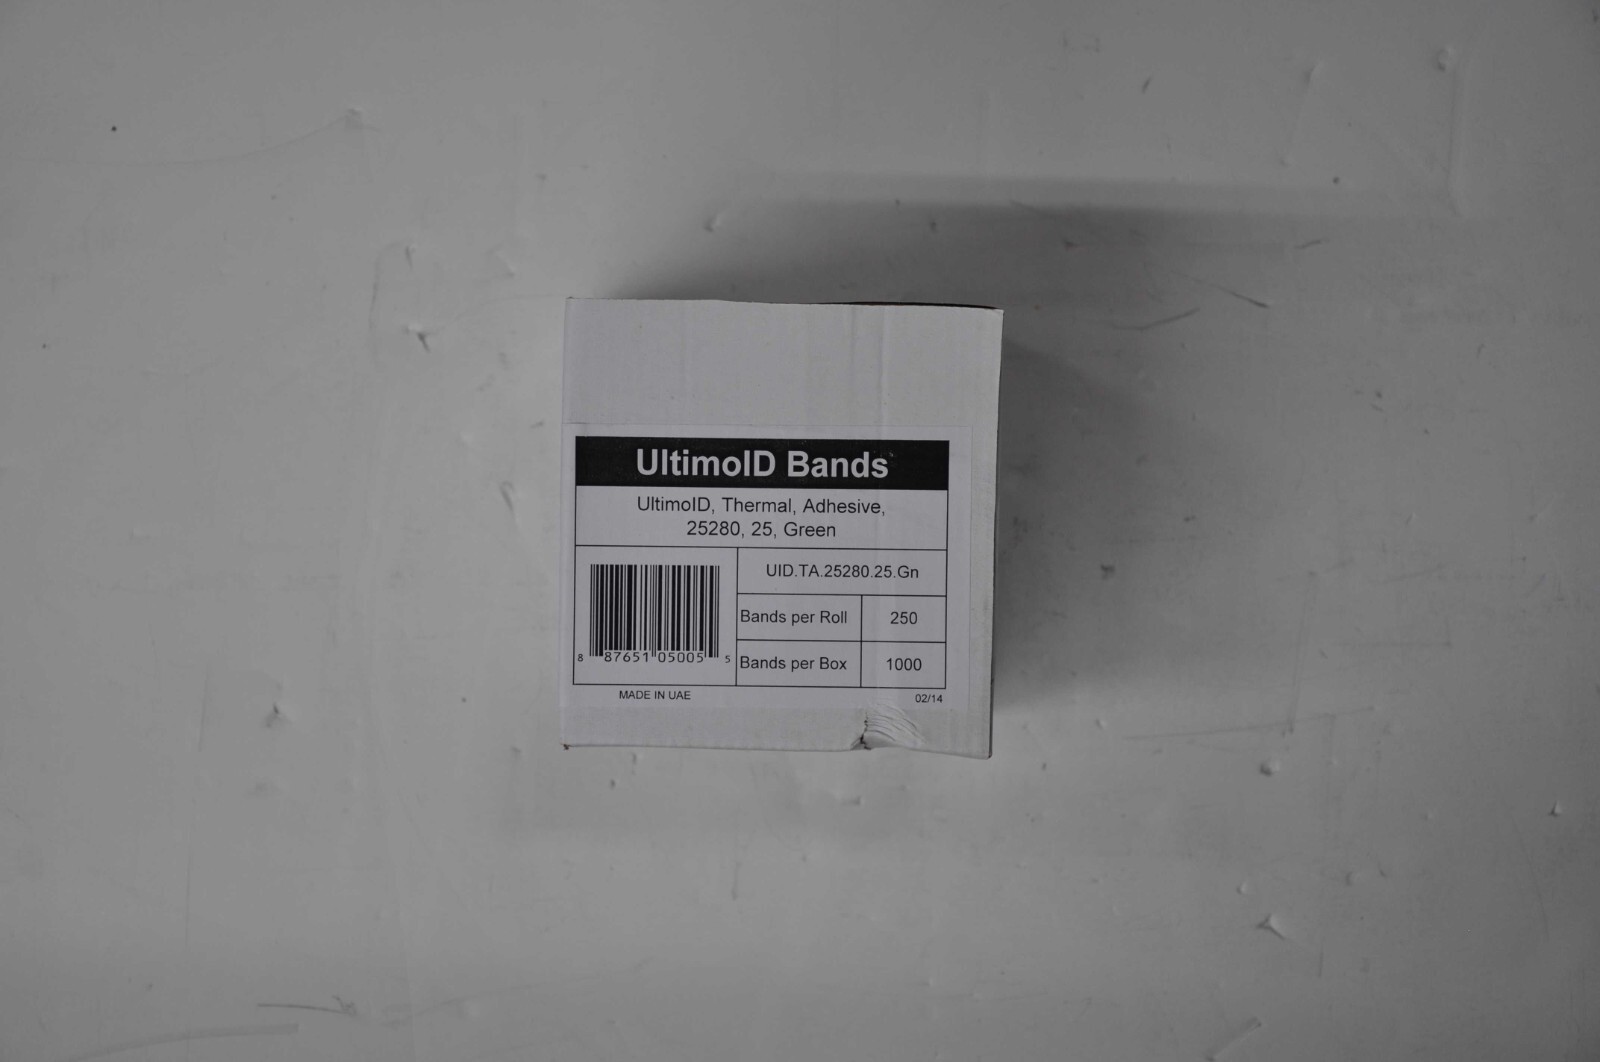 UltimoID Bands
UltimoID, Thermal, Adhesive,
25280, 25, Green
UID.TA.25280.25.Gn
Bands per Roll 250
Bands per Box 1000
8 87651 05005 5
MADE IN UAE
02/14